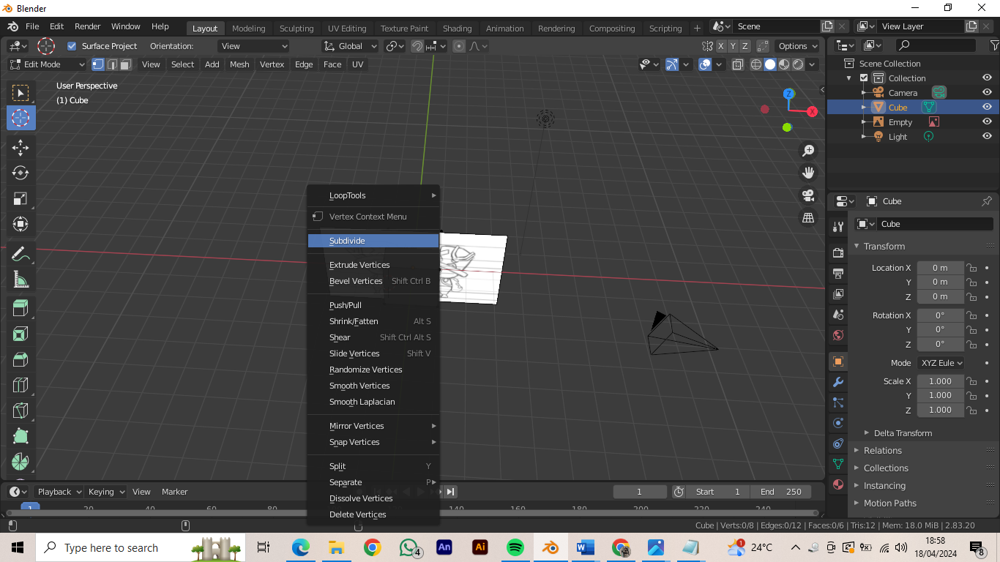 Blender
File Edit Render Window Help Layout Modeling Sculpting UV Editing Texture Paint Shading Animation Rendering Compositing Scripting + Scene View Layer
Surface Project Orientation: View Global X Y Z Options
Edit Mode View Select Add Mesh Vertex Edge Face UV
User Perspective
(1) Cube
Z
X
LoopTools
Vertex Context Menu
Subdivide
Extrude Vertices
Bevel Vertices Shift Ctrl B
Push/Pull
Shrink/Fatten Alt S
Shear Shift Ctrl Alt S
Slide Vertices Shift V
Randomize Vertices
Smooth Vertices
Smooth Laplacian
Mirror Vertices
Snap Vertices
Split Y
Separate P
Dissolve Vertices
Delete Vertices
Scene Collection
Collection
Camera
Cube
Empty
Light
Cube
Cube
Transform
Location X 0 m
Y 0 m
Z 0 m
Rotation X 0°
Y 0°
Z 0°
Mode XYZ Eule
Scale X 1.000
Y 1.000
Z 1.000
Delta Transform
Relations
Collections
Instancing
Motion Paths
Playback Keying View Marker 1 Start 1 End 250
1 20 40 60 80 140 160 180 200 220 240
Cube | Verts:0/8 | Edges:0/12 | Faces:0/6 | Tris:12 | Mem: 18.0 MiB | 2.83.20
Type here to search 4 An Ai 1 24°C 18:58
18/04/2024 8